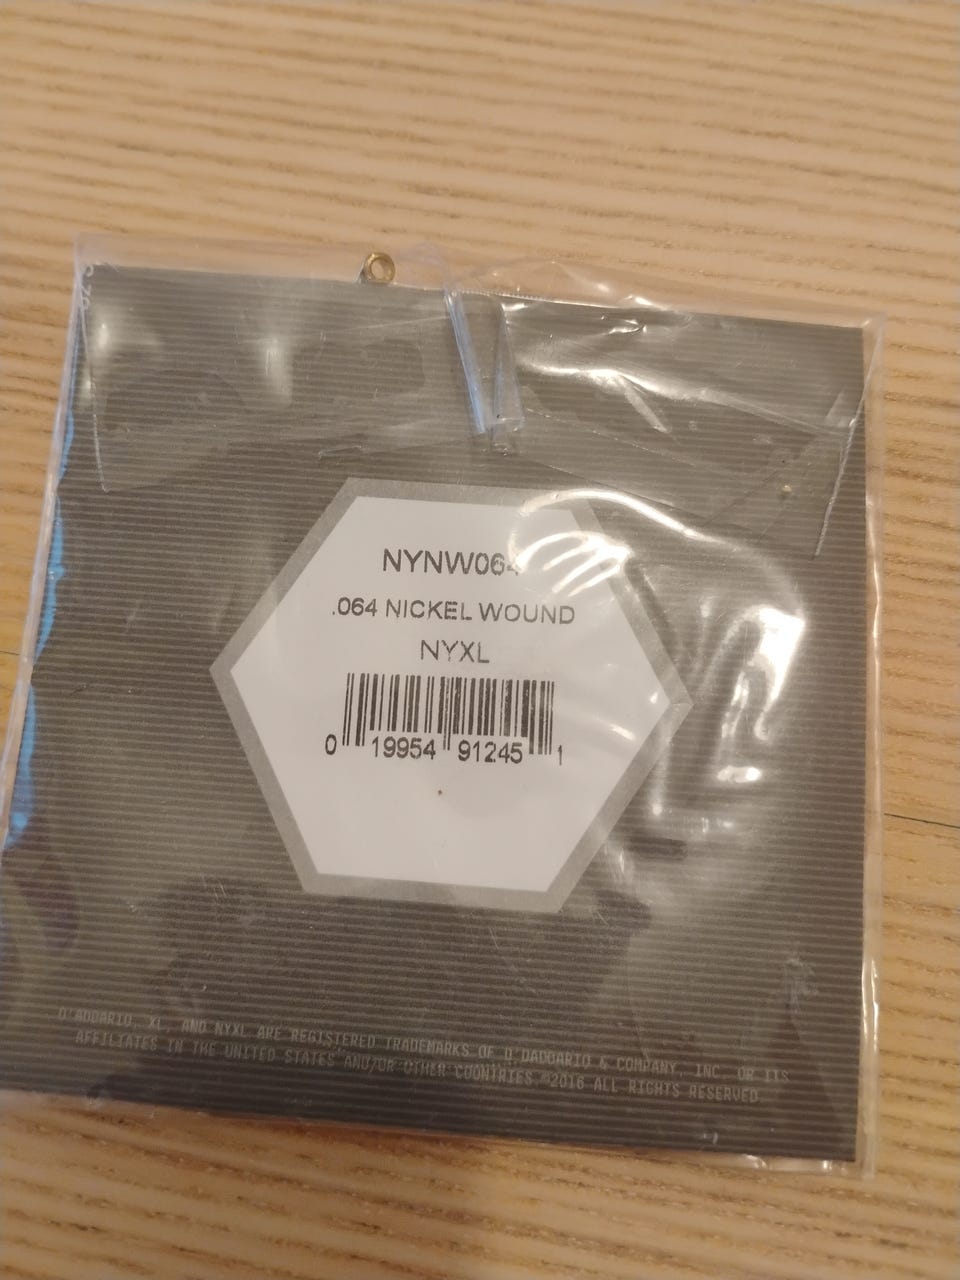 NYNW064
.064 NICKEL WOUND
NYXL
0 19954 91245 1
D'ADDARIO, XL, AND NYXL ARE REGISTERED TRADEMARKS OF D'DADDARIO & COMPANY, INC. OR ITS
AFFILIATES IN THE UNITED STATES AND/OR OTHER COUNTRIES. ©2016 ALL RIGHTS RESERVED.